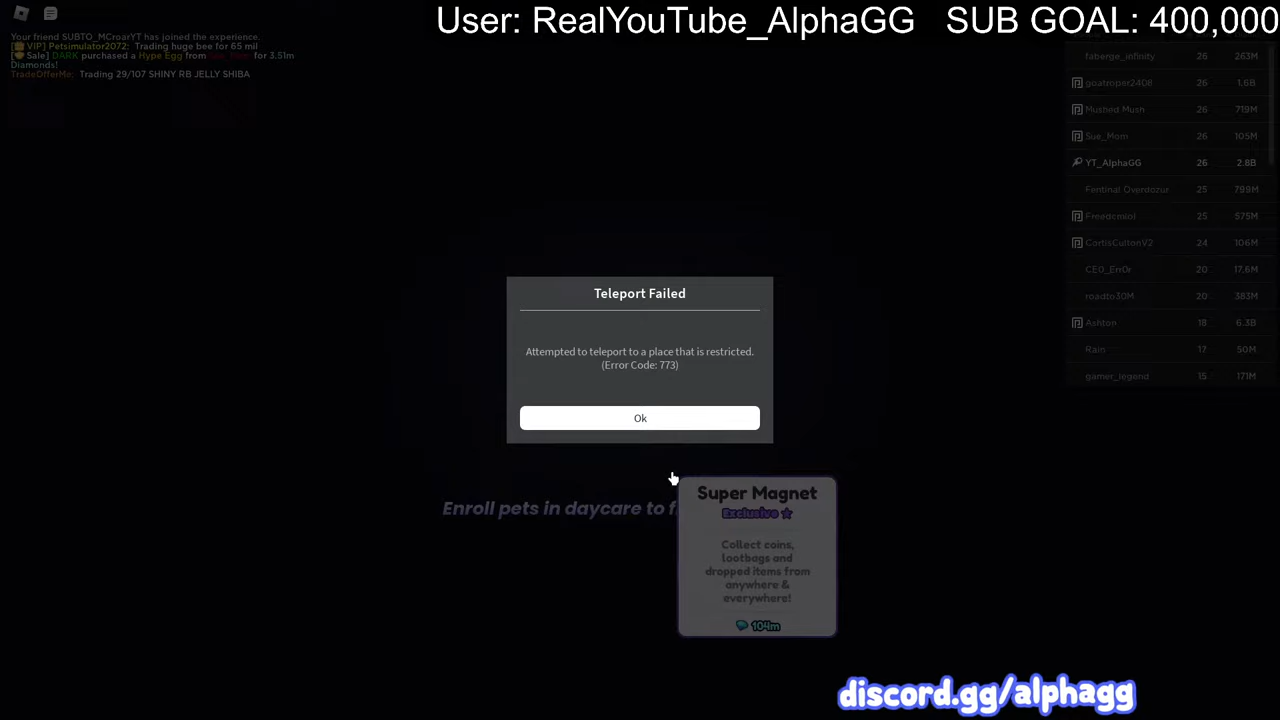 User: RealYouTube_AlphaGG SUB GOAL: 400,000
Your friend SUBTO_MCroarYT has joined the experience.
[VIP] Petsimulator2072: Trading huge bee for 65 mil
[Sale] DARK purchased a Hype Egg from for 3.51m
Diamonds!
TradeOfferMe: Trading 29/107 SHINY RB JELLY SHIBA
faberge_infinity 26 263M
goatroper2408 26 1.6B
Mushed Mush 26 719M
Sue_Mom 26 105M
YT_AlphaGG 26 2.8B
Fentinal Overdozur 25 799M
Freedcmlol 25 575M
CortisCultonV2 24 106M
CE0_Err0r 20 17.6M
roadto30M 20 383M
Ashton 18 6.3B
Rain 17 50M
gamer_legend 15 171M
Teleport Failed
Attempted to teleport to a place that is restricted.
(Error Code: 773)
Ok
Enroll pets in daycare to f
Super Magnet
Exclusive ★
Collect coins,
lootbags and
dropped items from
anywhere &
everywhere!
104m
discord.gg/alphagg